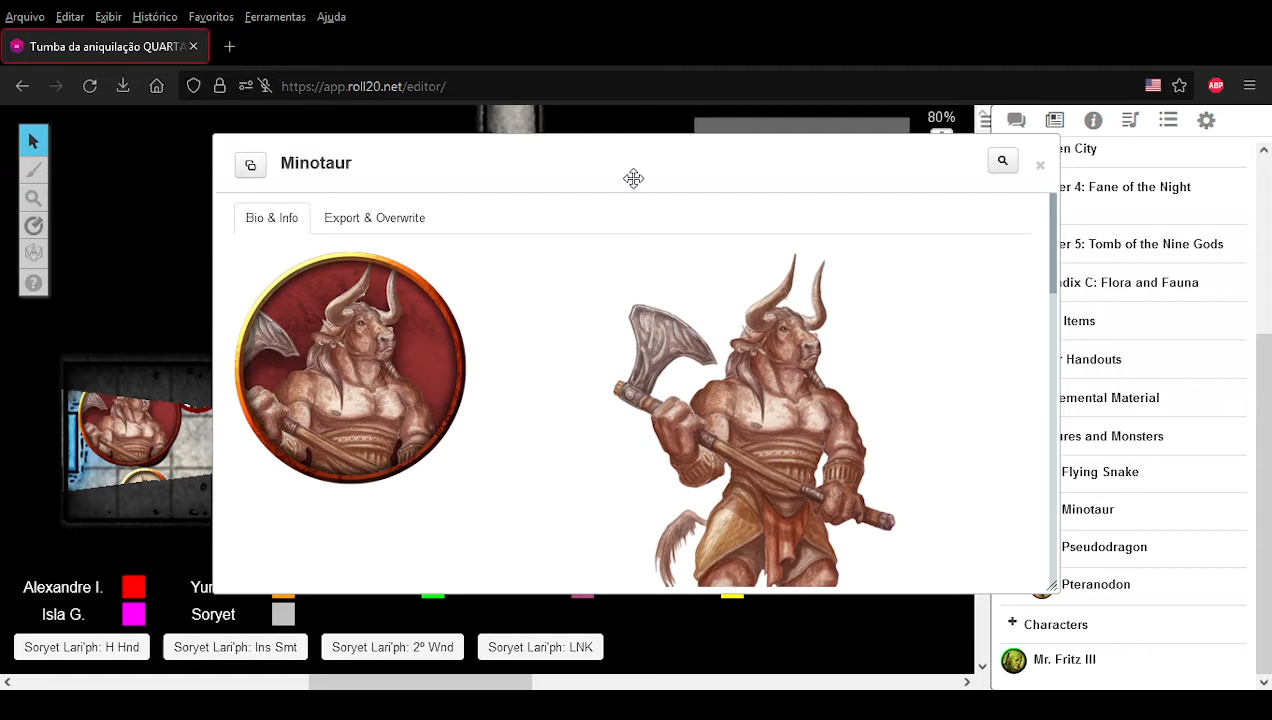 Arquivo Editar Exibir Histórico Favoritos Ferramentas Ajuda
Tumba da aniquilação QUARTA
https://app.roll20.net/editor/
ABP
80%
Minotaur
Bio & Info Export & Overwrite
en City
er 4: Fane of the Night
er 5: Tomb of the Nine Gods
dix C: Flora and Fauna
Items
Handouts
emental Material
ures and Monsters
Flying Snake
Minotaur
Pseudodragon
Pteranodon
Characters
Mr. Fritz III
Alexandre I. Yur
Isla G. Soryet
Soryet Lari'ph: H Hnd Soryet Lari'ph: Ins Smt Soryet Lari'ph: 2º Wnd Soryet Lari'ph: LNK